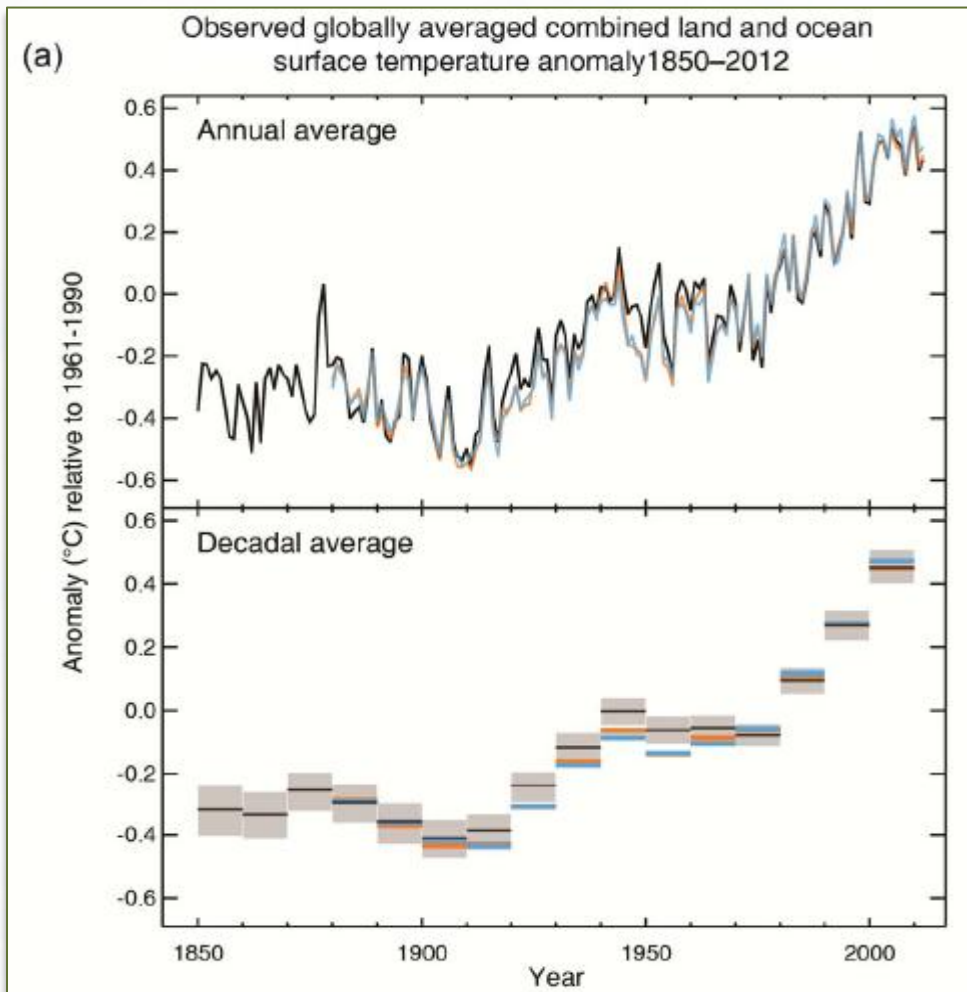 (a)
Observed globally averaged combined land and ocean
surface temperature anomaly1850–2012
Anomaly (°C) relative to 1961-1990
Annual average
0.6
0.4
0.2
0.0
-0.2
-0.4
-0.6
Decadal average
0.6
0.4
0.2
0.0
-0.2
-0.4
-0.6
1850
1900
1950
2000
Year